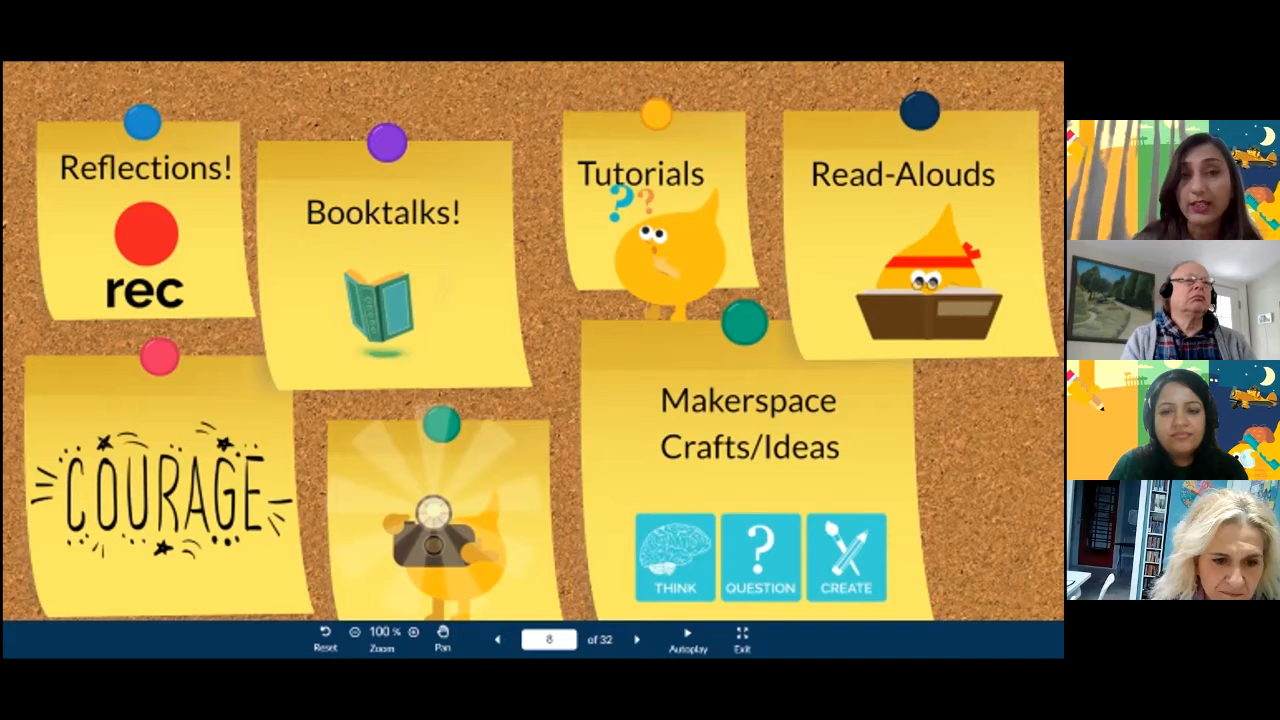 Reflections!
rec
Booktalks!
Tutorials
??
Read-Alouds
COURAGE
Makerspace
Crafts/Ideas
THINK
?
QUESTION
CREATE
Reset
100 %
Zoom
Pan
8
of 32
Autoplay
Exit